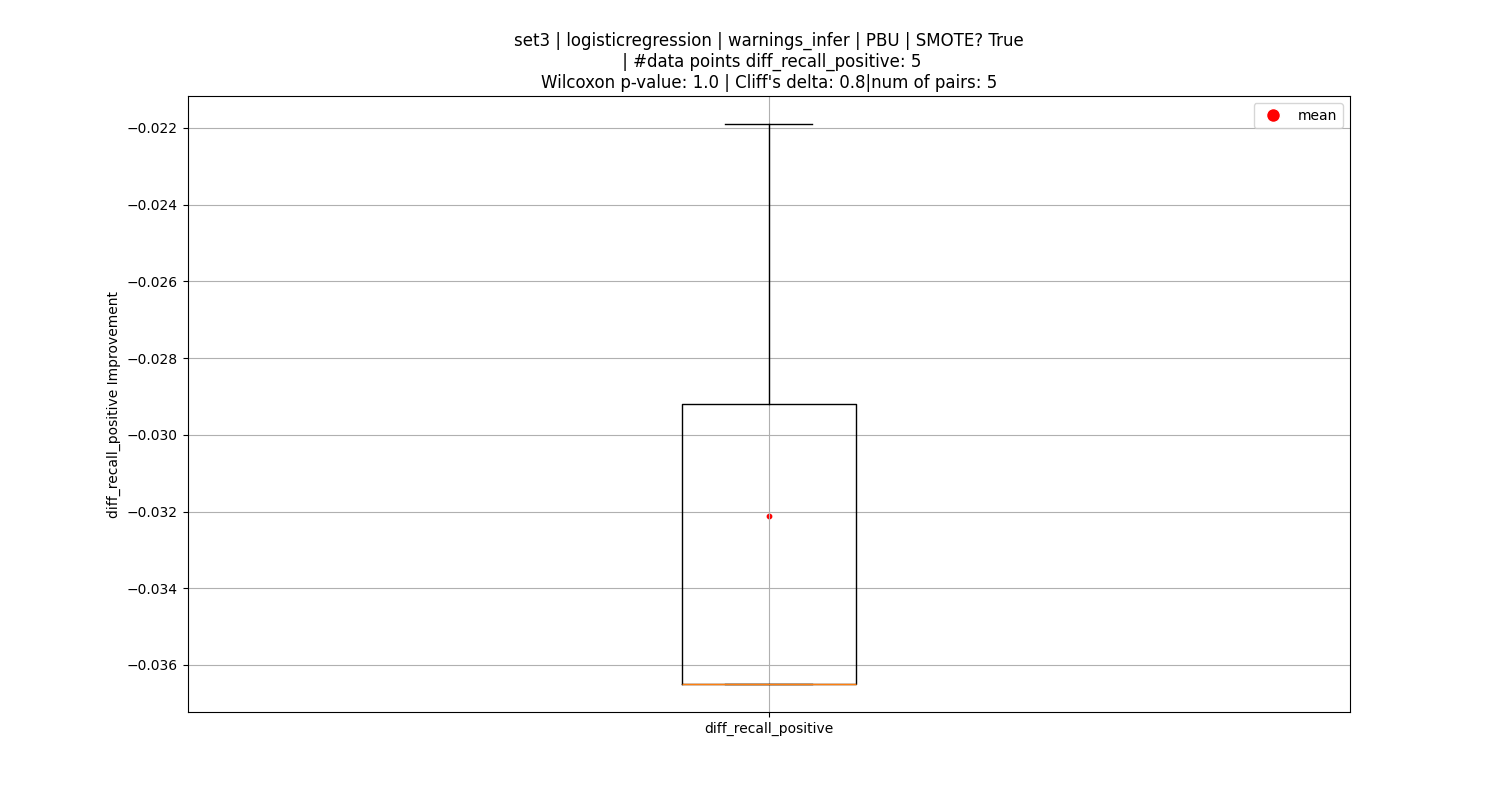 set3 | logisticregression | warnings_infer | PBU | SMOTE? True
| #data points diff_recall_positive: 5
Wilcoxon p-value: 1.0 | Cliff's delta: 0.8|num of pairs: 5
mean
−0.022
−0.024
−0.026
−0.028
−0.030
−0.032
−0.034
−0.036
diff_recall_positive Improvement
diff_recall_positive